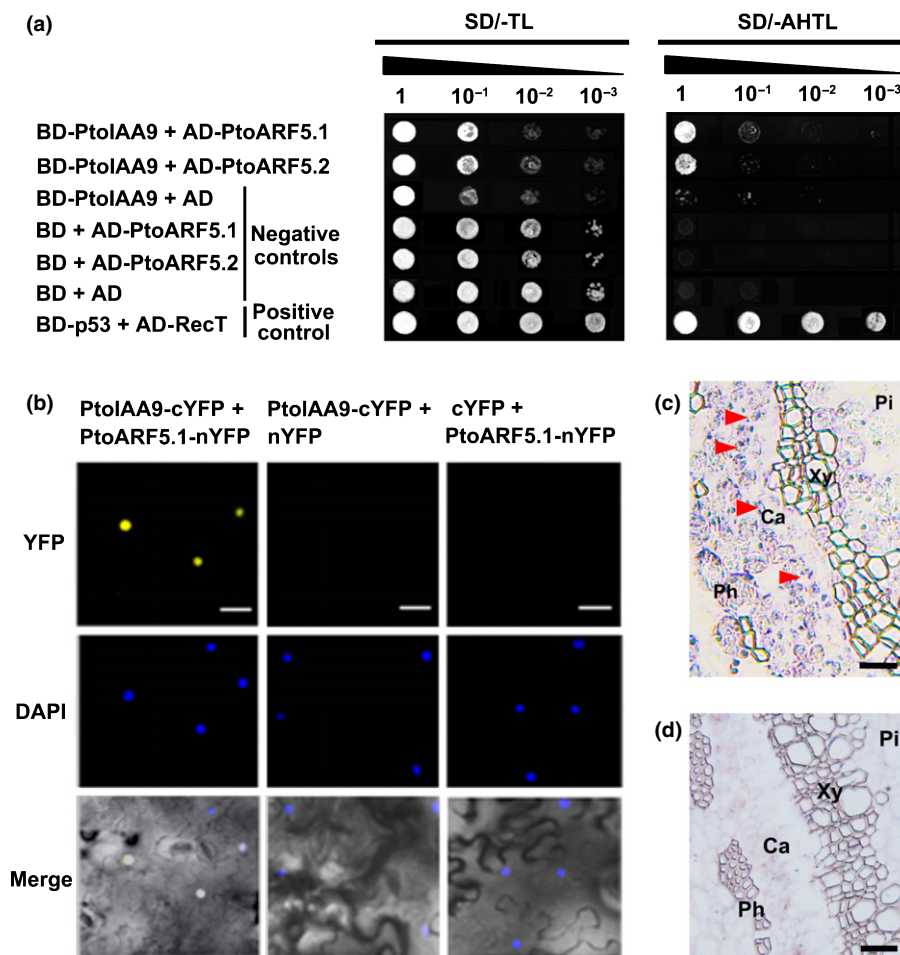 (a)
SD/-TL
SD/-AHTL
1 10⁻¹ 10⁻² 10⁻³
1 10⁻¹ 10⁻² 10⁻³
BD-PtoIAA9 + AD-PtoARF5.1
BD-PtoIAA9 + AD-PtoARF5.2
BD-PtoIAA9 + AD
BD + AD-PtoARF5.1
BD + AD-PtoARF5.2
BD + AD
BD-p53 + AD-RecT
Negative
controls
Positive
control
(b)
PtoIAA9-cYFP +
PtoARF5.1-nYFP
PtoIAA9-cYFP +
nYFP
cYFP +
PtoARF5.1-nYFP
YFP
DAPI
Merge
(c)
Pi
Xy
Ca
Ph
(d)
Pi
Xy
Ca
Ph